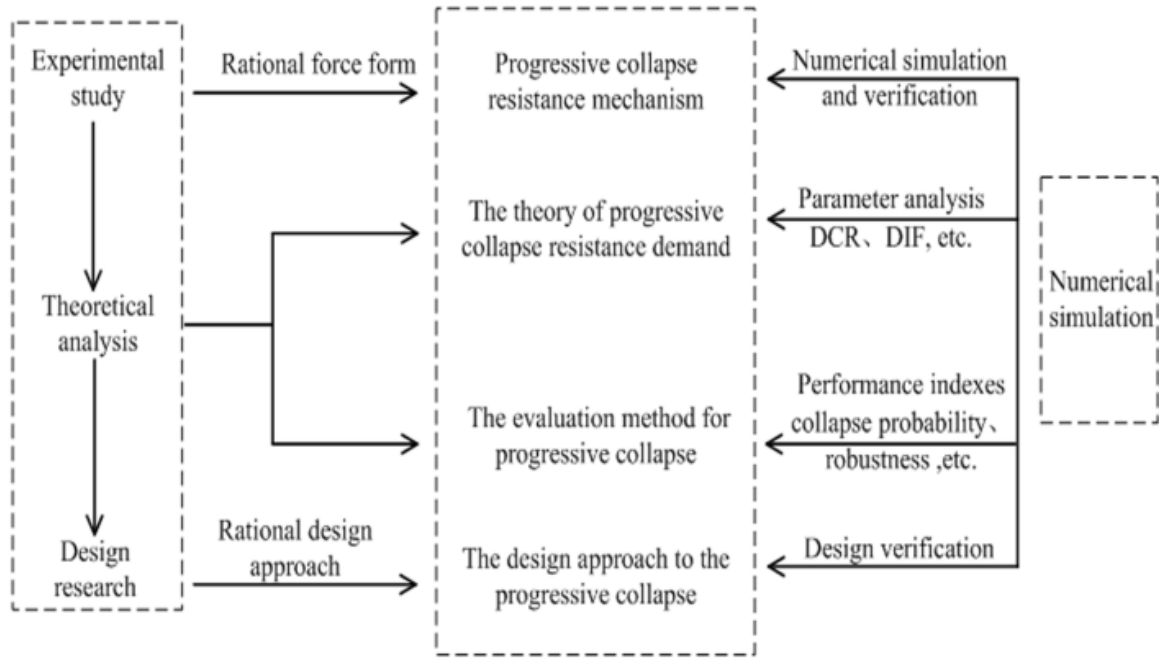 Experimental
study
Rational force form
Progressive collapse
resistance mechanism
Numerical simulation
and verification
The theory of progressive
collapse resistance demand
Parameter analysis
DCR、DIF, etc.
Theoretical
analysis
Numerical
simulation
The evaluation method for
progressive collapse
Performance indexes
collapse probability、
robustness ,etc.
Design
research
Rational design
approach
The design approach to the
progressive collapse
Design verification